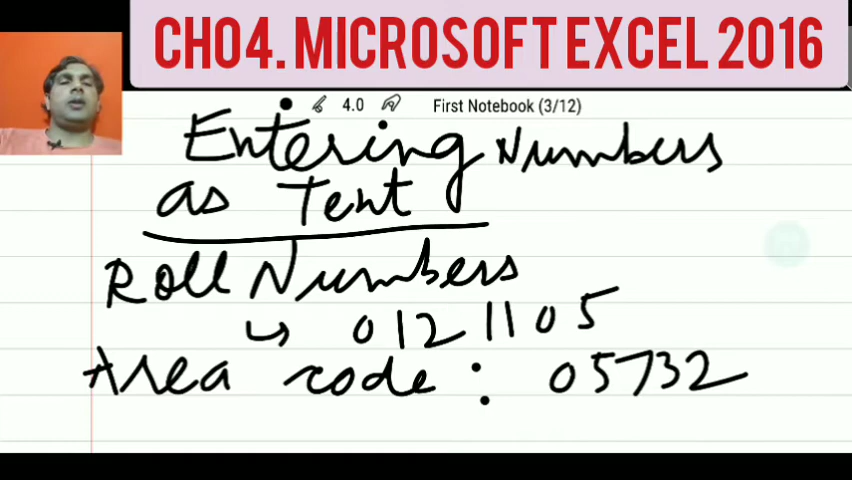 CH04. MICROSOFT EXCEL 2016
4.0 First Notebook (3/12)
Entering Numbers
as Text
Roll Numbers
↳ 0121105
Area code : 05732